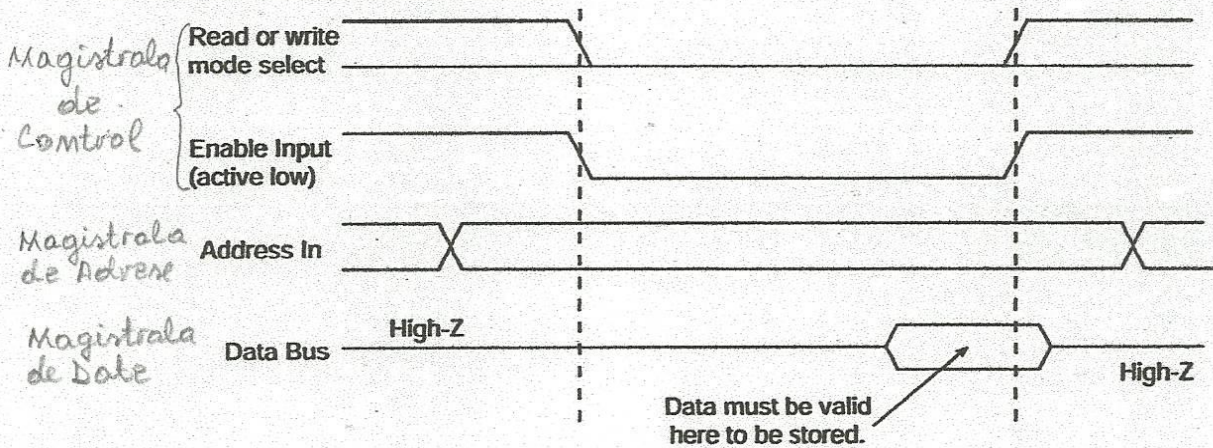 Magistrala
de
Control
Read or write
mode select
Enable Input
(active low)
Magistrala
de Adrese
Address In
Magistrala
de Date
Data Bus
High-Z
High-Z
Data must be valid
here to be stored.